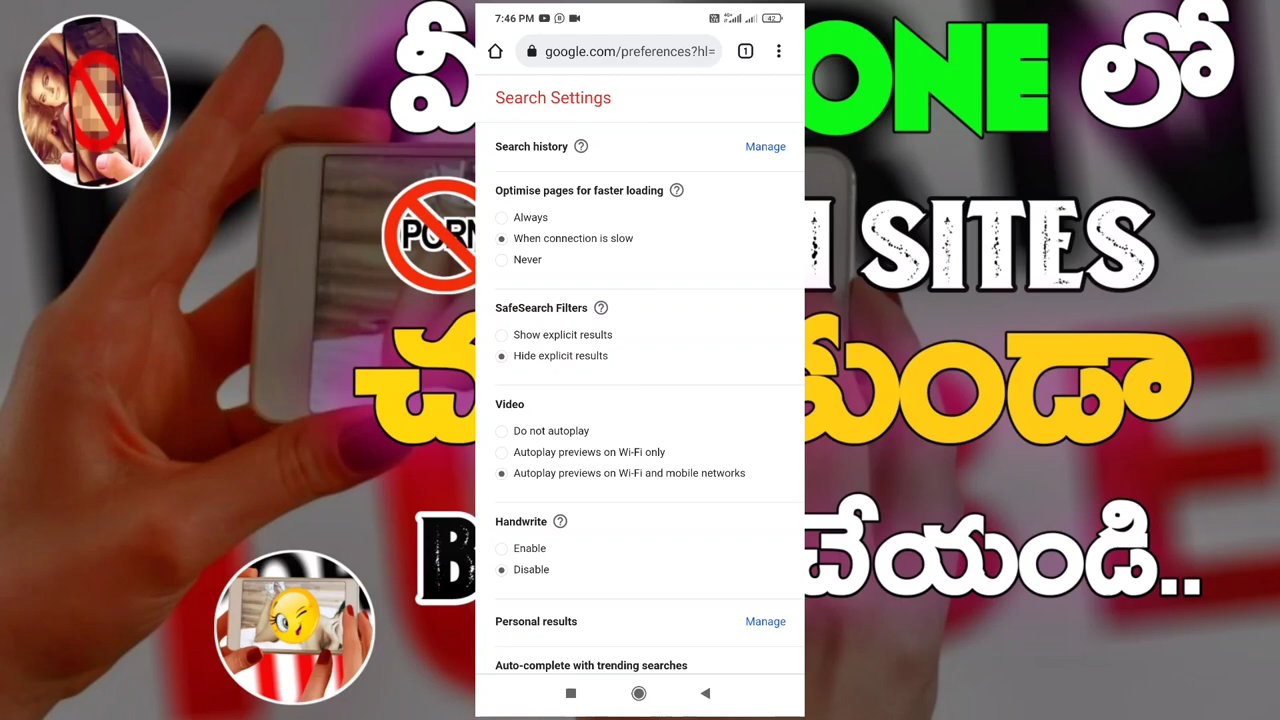 7:46 PM
4G+
42
google.com/preferences?hl=
1
Search Settings
Search history
Manage
Optimise pages for faster loading
Always
When connection is slow
Never
SafeSearch Filters
Show explicit results
Hide explicit results
Video
Do not autoplay
Autoplay previews on Wi-Fi only
Autoplay previews on Wi-Fi and mobile networks
Handwrite
Enable
Disable
Personal results
Manage
Auto-complete with trending searches
ONE లో
PORN
SITES
చేయండి..